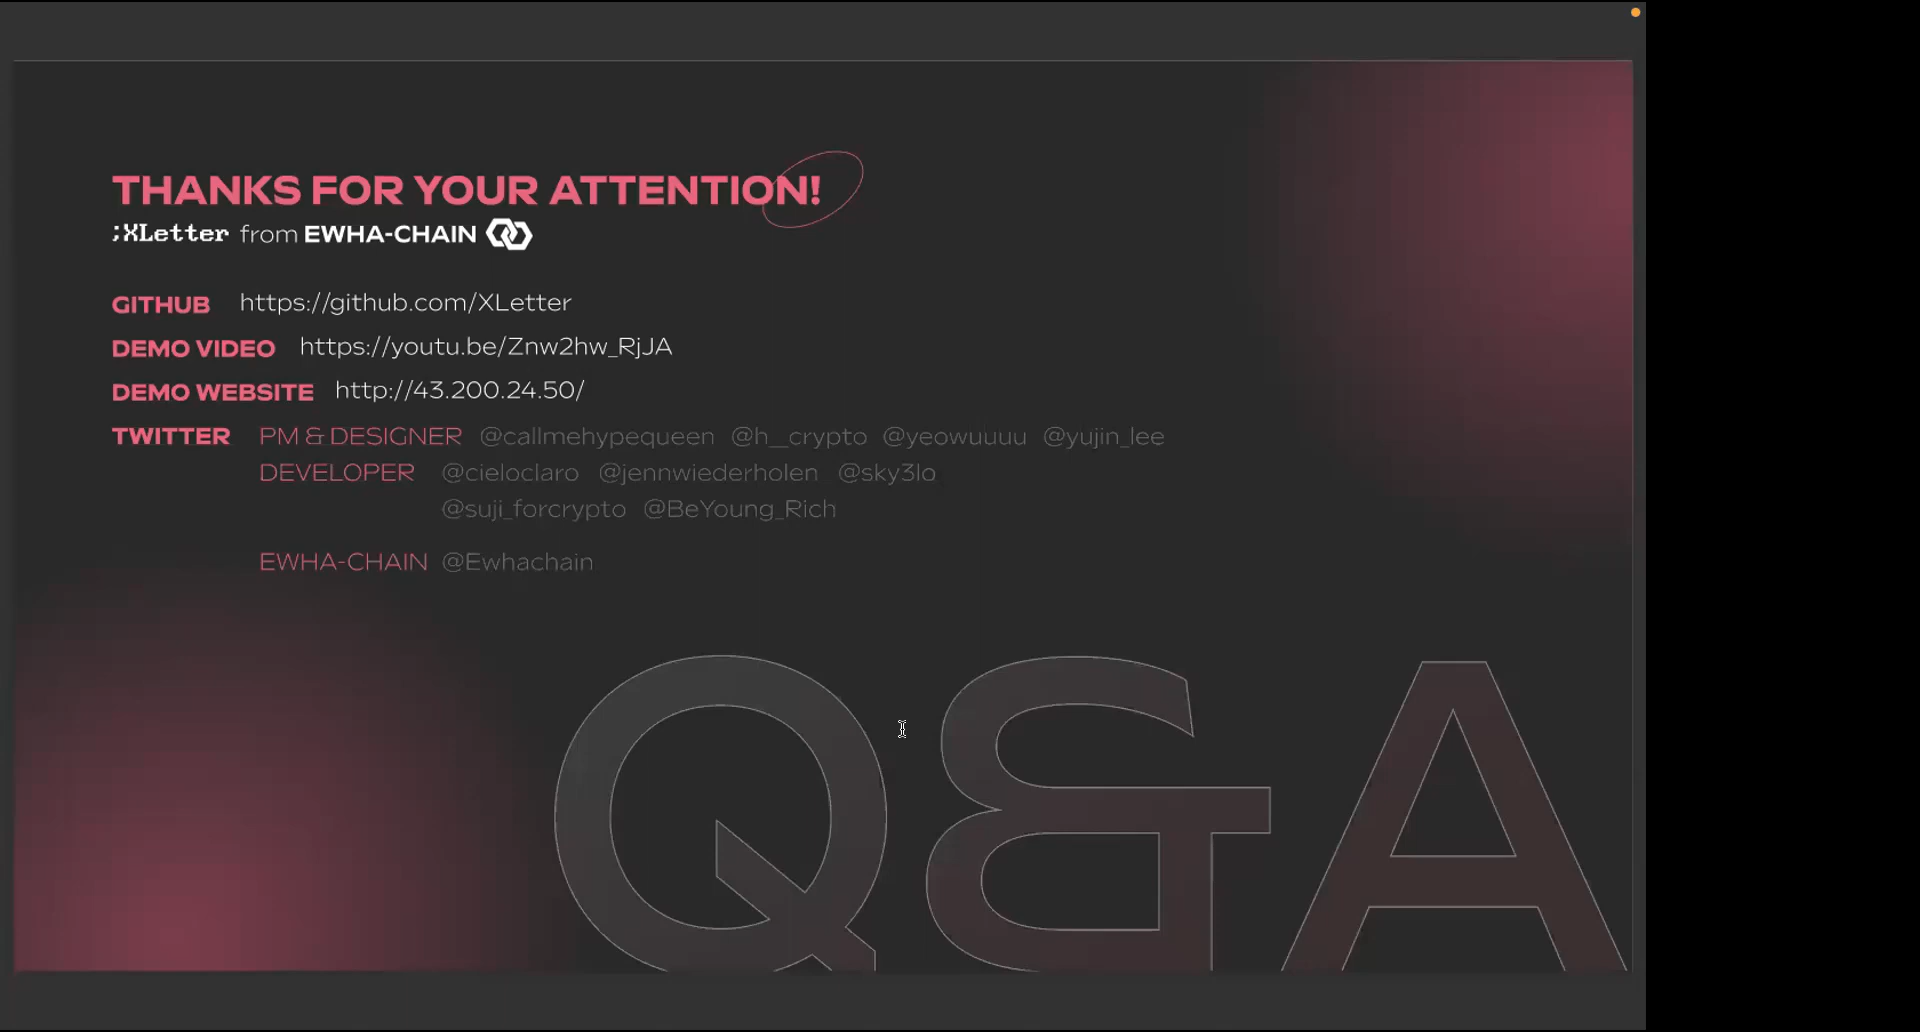 THANKS FOR YOUR ATTENTION!
;XLetter from EWHA-CHAIN
GITHUB https://github.com/XLetter
DEMO VIDEO https://youtu.be/Znw2hw_RjJA
DEMO WEBSITE http://43.200.24.50/
TWITTER PM & DESIGNER @callmehypequeen @h__crypto @yeowuuuu @yujin_lee
DEVELOPER @cieloclaro @jennwiederholen @sky3lo
@suji_forcrypto @BeYoung_Rich
EWHA-CHAIN @Ewhachain
Q&A